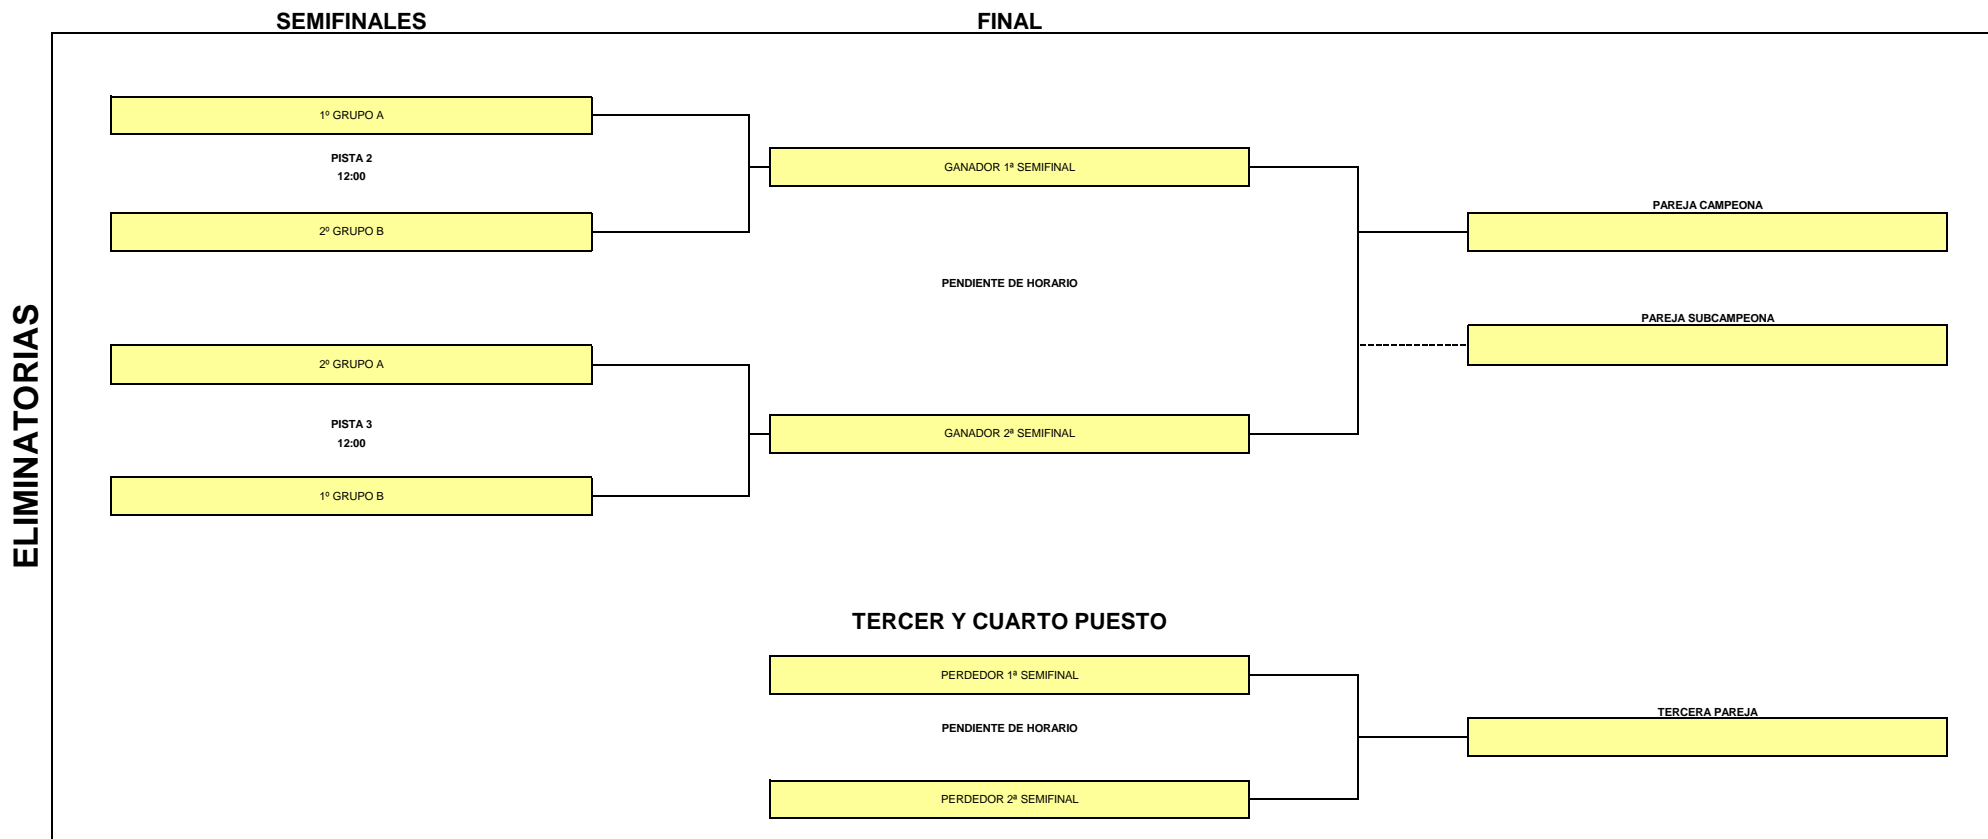 SEMIFINALES
FINAL
ELIMINATORIAS
1º GRUPO A
PISTA 2
12:00
2º GRUPO B
GANADOR 1ª SEMIFINAL
PENDIENTE DE HORARIO
PAREJA CAMPEONA
PAREJA SUBCAMPEONA
2º GRUPO A
PISTA 3
12:00
1º GRUPO B
GANADOR 2ª SEMIFINAL
TERCER Y CUARTO PUESTO
PERDEDOR 1ª SEMIFINAL
PENDIENTE DE HORARIO
PERDEDOR 2ª SEMIFINAL
TERCERA PAREJA